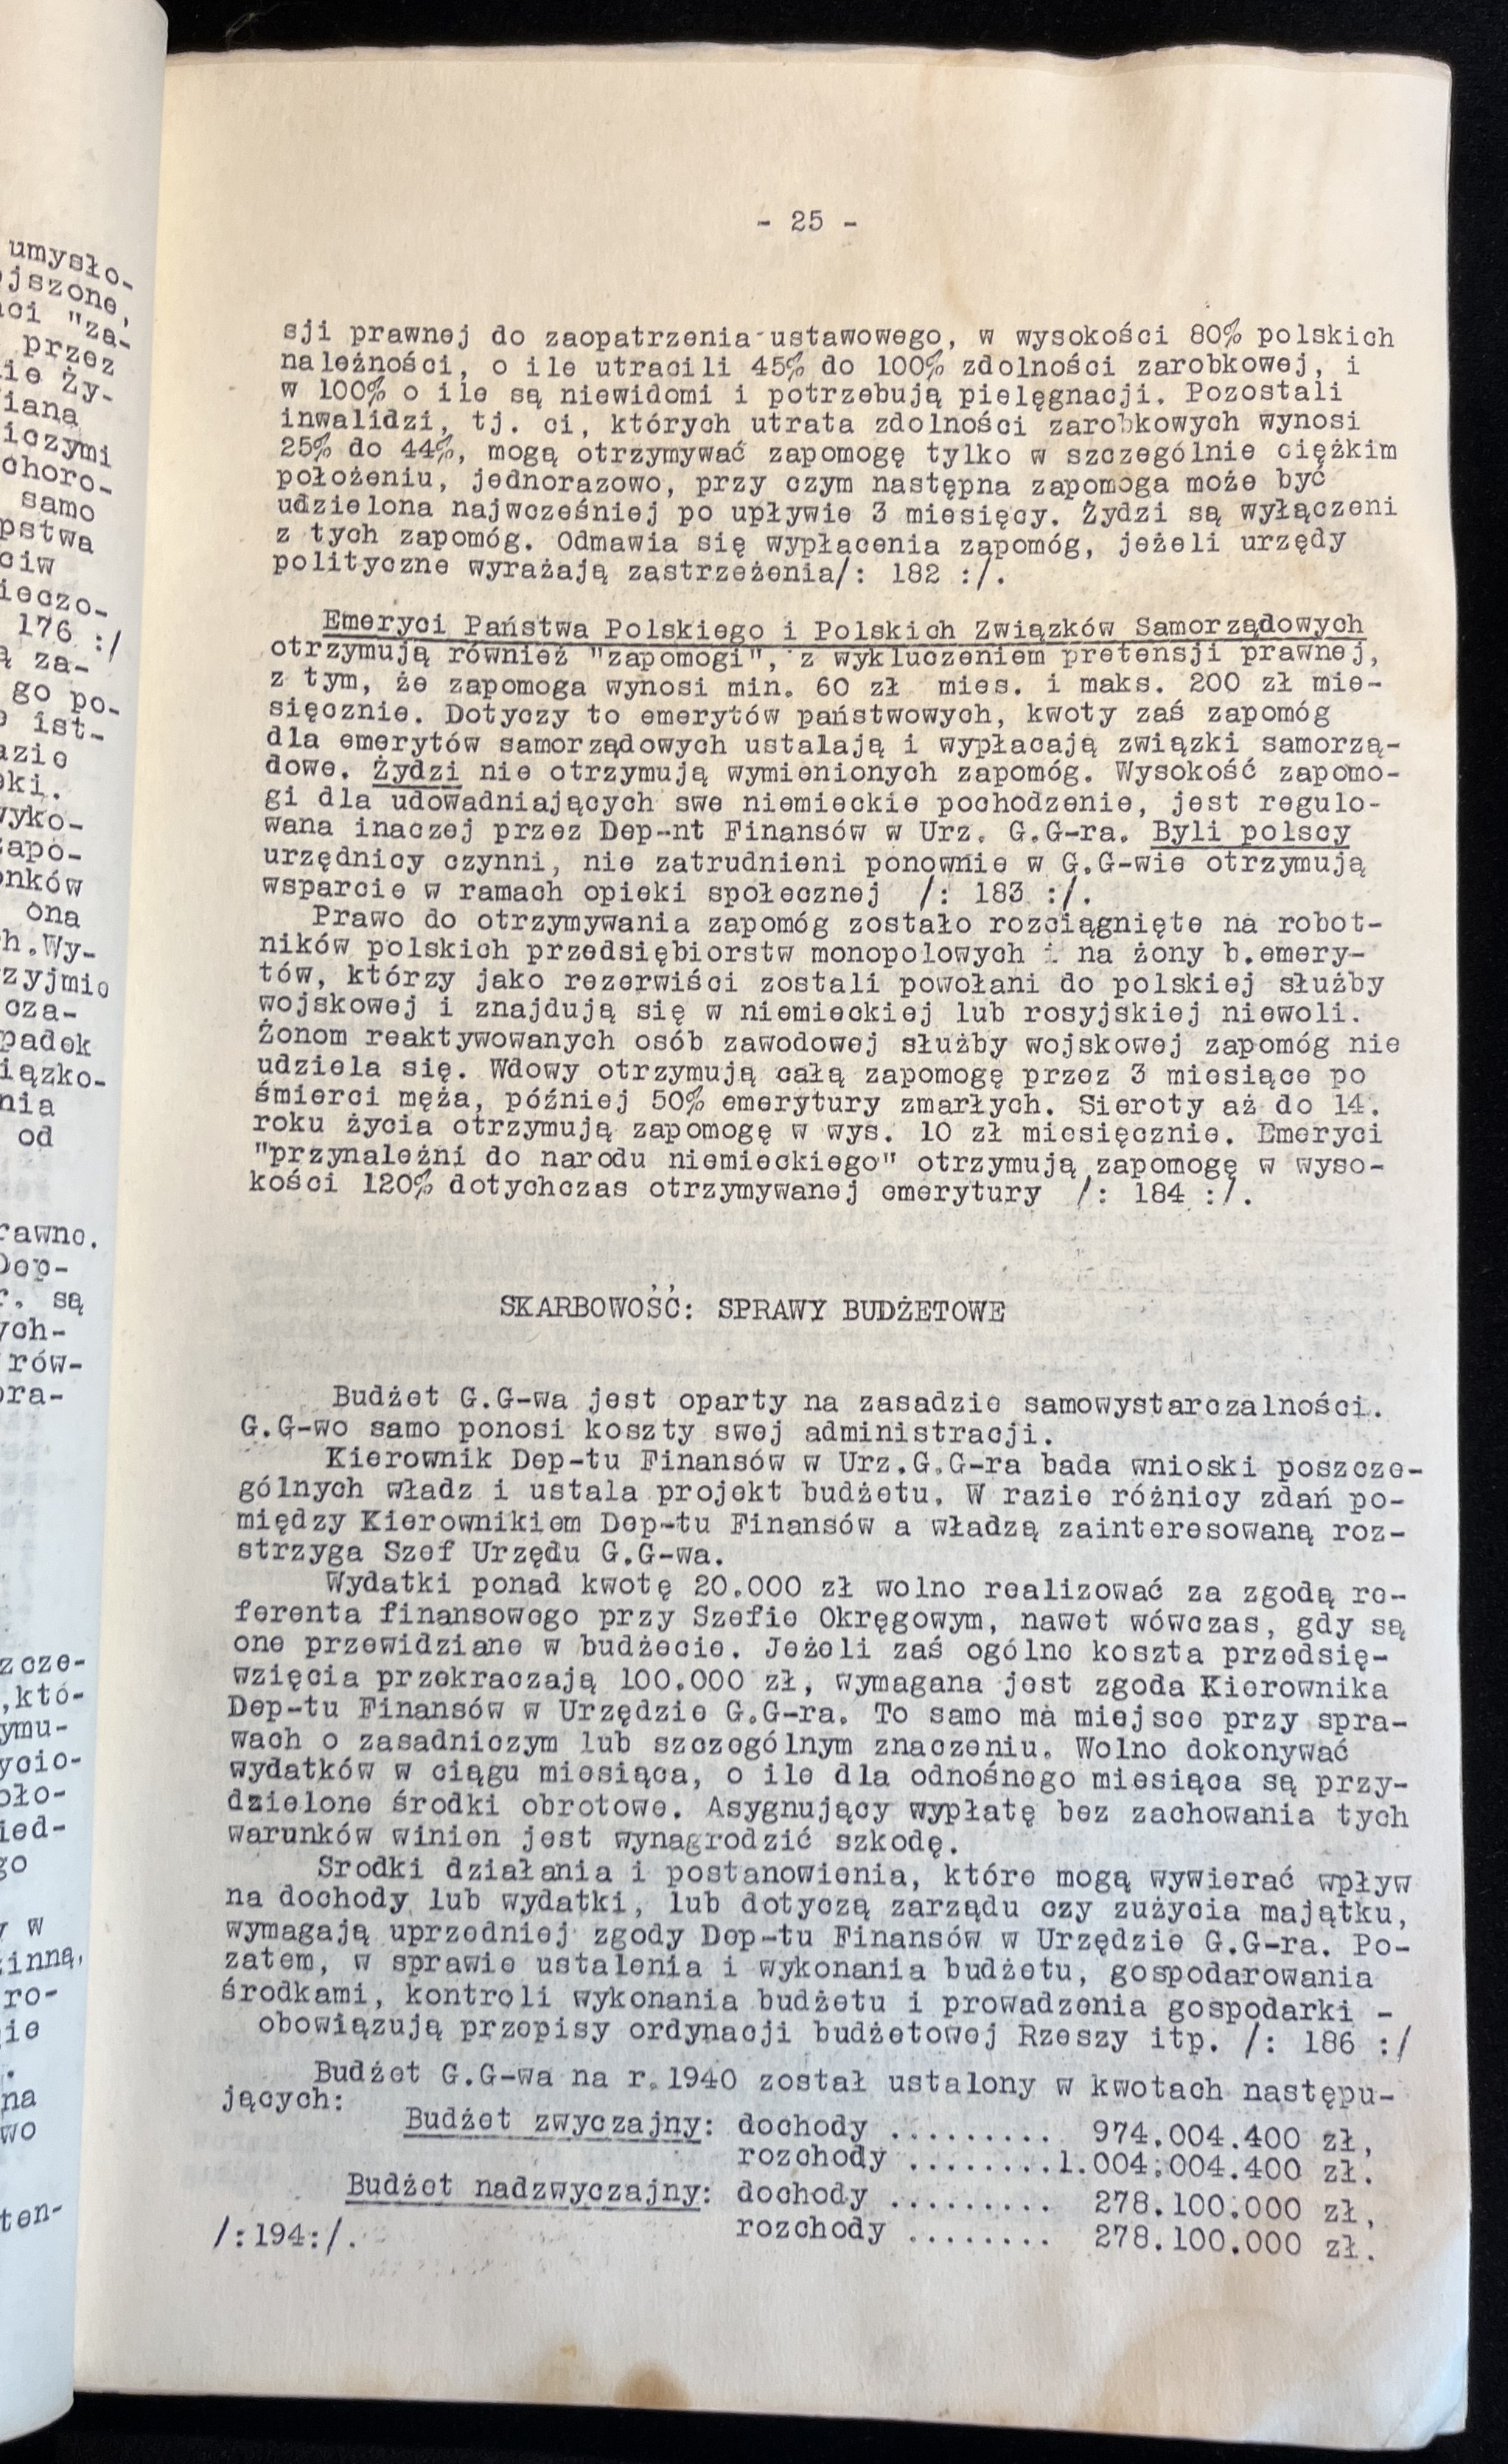 - 25 -
sji prawnej do zaopatrzenia ustawowego, w wysokości 80% polskich
należności, o ile utracili 45% do 100% zdolności zarobkowej, i
w 100% o ile są niewidomi i potrzebują pielęgnacji. Pozostali
inwalidzi, tj. ci, których utrata zdolności zarobkowych wynosi
25% do 44%, mogą otrzymywać zapomogę tylko w szczególnie ciężkim
położeniu, jednorazowo, przy czym następna zapomoga może być
udzielona najwcześniej po upływie 3 miesięcy. Żydzi są wyłączeni
z tych zapomóg. Odmawia się wypłacenia zapomóg, jeżeli urzędy
polityczne wyrażają zastrzeżenia/: 182 :/.
Emeryci Państwa Polskiego i Polskich Związków Samorządowych
otrzymują również "zapomogi", z wykluczeniem pretensji prawnej,
z tym, że zapomoga wynosi min. 60 zł mies. i maks. 200 zł mie-
sięcznie. Dotyczy to emerytów państwowych, kwoty zaś zapomóg
dla emerytów samorządowych ustalają i wypłacają związki samorzą-
dowe. Żydzi nie otrzymują wymienionych zapomóg. Wysokość zapomo-
gi dla udowadniających swe niemieckie pochodzenie, jest regulo-
wana inaczej przez Dep-nt Finansów w Urz. G.G-ra. Byli polscy
urzędnicy czynni, nie zatrudnieni ponownie w G.G-wie otrzymują
wsparcie w ramach opieki społecznej /: 183 :/.
Prawo do otrzymywania zapomóg zostało rozciągnięte na robot-
ników polskich przedsiębiorstw monopolowych i na żony b.emery-
tów, którzy jako rezerwiści zostali powołani do polskiej służby
wojskowej i znajdują się w niemieckiej lub rosyjskiej niewoli.
Żonom reaktywowanych osób zawodowej służby wojskowej zapomóg nie
udziela się. Wdowy otrzymują całą zapomogę przez 3 miesiące po
śmierci męża, później 50% emerytury zmarłych. Sieroty aż do 14.
roku życia otrzymują zapomogę w wys. 10 zł miesięcznie. Emeryci
"przynależni do narodu niemieckiego" otrzymują zapomogę w wyso-
kości 120% dotychczas otrzymywanej emerytury /: 184 :/.
SKARBOWOŚĆ: SPRAWY BUDŻETOWE
Budżet G.G-wa jest oparty na zasadzie samowystarczalności.
G.G-wo samo ponosi koszty swej administracji.
Kierownik Dep-tu Finansów w Urz.G.G-ra bada wnioski poszcze-
gólnych władz i ustala projekt budżetu. W razie różnicy zdań po-
między Kierownikiem Dep-tu Finansów a władzą zainteresowaną roz-
strzyga Szef Urzędu G.G-wa.
Wydatki ponad kwotę 20.000 zł wolno realizować za zgodą re-
ferenta finansowego przy Szefie Okręgowym, nawet wówczas, gdy są
one przewidziane w budżecie. Jeżeli zaś ogólne koszta przedsię-
wzięcia przekraczają 100.000 zł, wymagana jest zgoda Kierownika
Dep-tu Finansów w Urzędzie G.G-ra. To samo ma miejsce przy spra-
wach o zasadniczym lub szczególnym znaczeniu. Wolno dokonywać
wydatków w ciągu miesiąca, o ile dla odnośnego miesiąca są przy-
dzielone środki obrotowe. Asygnujący wypłatę bez zachowania tych
warunków winien jest wynagrodzić szkodę.
Srodki działania i postanowienia, które mogą wywierać wpływ
na dochody lub wydatki, lub dotyczą zarządu czy zużycia majątku,
wymagają uprzedniej zgody Dep-tu Finansów w Urzędzie G.G-ra. Po-
zatem, w sprawie ustalenia i wykonania budżetu, gospodarowania
środkami, kontroli wykonania budżetu i prowadzenia gospodarki -
obowiązują przepisy ordynacji budżetowej Rzeszy itp. /: 186 :/
Budżet G.G-wa na r.1940 został ustalony w kwotach następu-
jących:
Budżet zwyczajny: dochody ......... 974.004.400 zł,
rozchody ........1.004.004.400 zł.
Budżet nadzwyczajny: dochody ......... 278.100.000 zł,
/:194:/. rozchody ........ 278.100.000 zł.